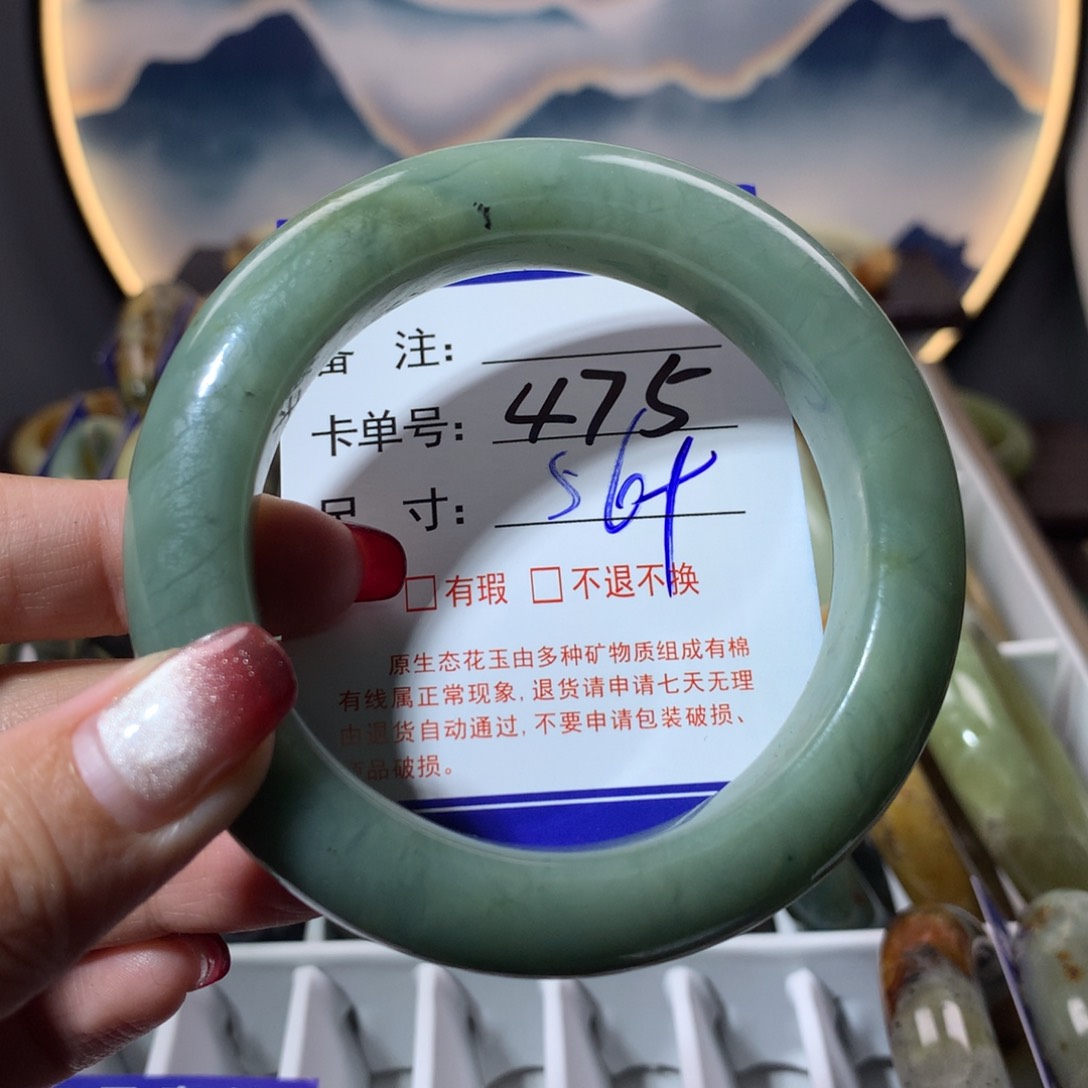 备 注:
卡单号: 475
尺 寸: 56+
□有瑕 □不退不换
原生态花玉由多种矿物质组成有棉
有线属正常现象,退货请申请七天无理
由退货自动通过,不要申请包装破损、
商品破损。